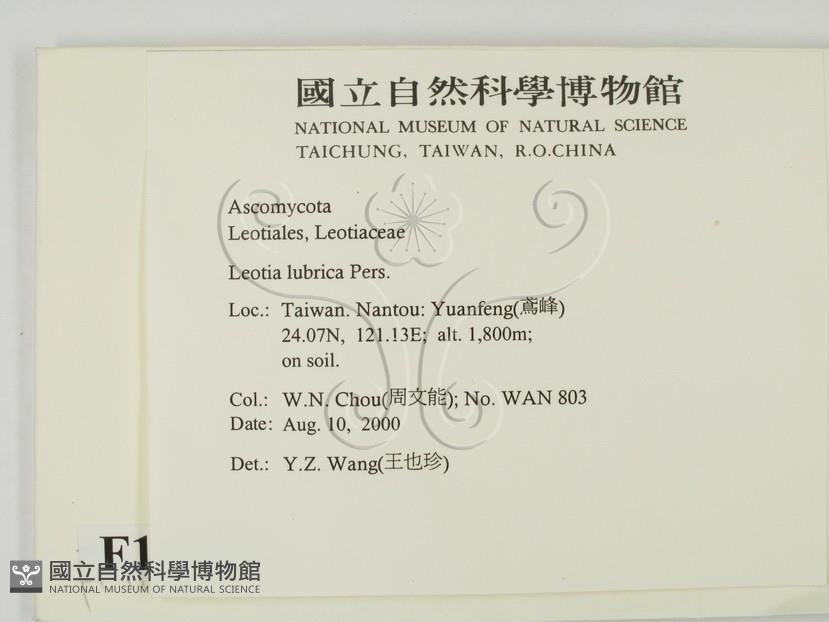 國立自然科學博物館
NATIONAL MUSEUM OF NATURAL SCIENCE
TAICHUNG, TAIWAN, R.O.CHINA
Ascomycota
Leotiales, Leotiaceae
Leotia lubrica Pers.
Loc.: Taiwan. Nantou: Yuanfeng(鳶峰)
24.07N, 121.13E; alt. 1,800m;
on soil.
Col.: W.N. Chou(周文能); No. WAN 803
Date: Aug. 10, 2000
Det.: Y.Z. Wang(王也珍)
F1
國立自然科學博物館
NATIONAL MUSEUM OF NATURAL SCIENCE